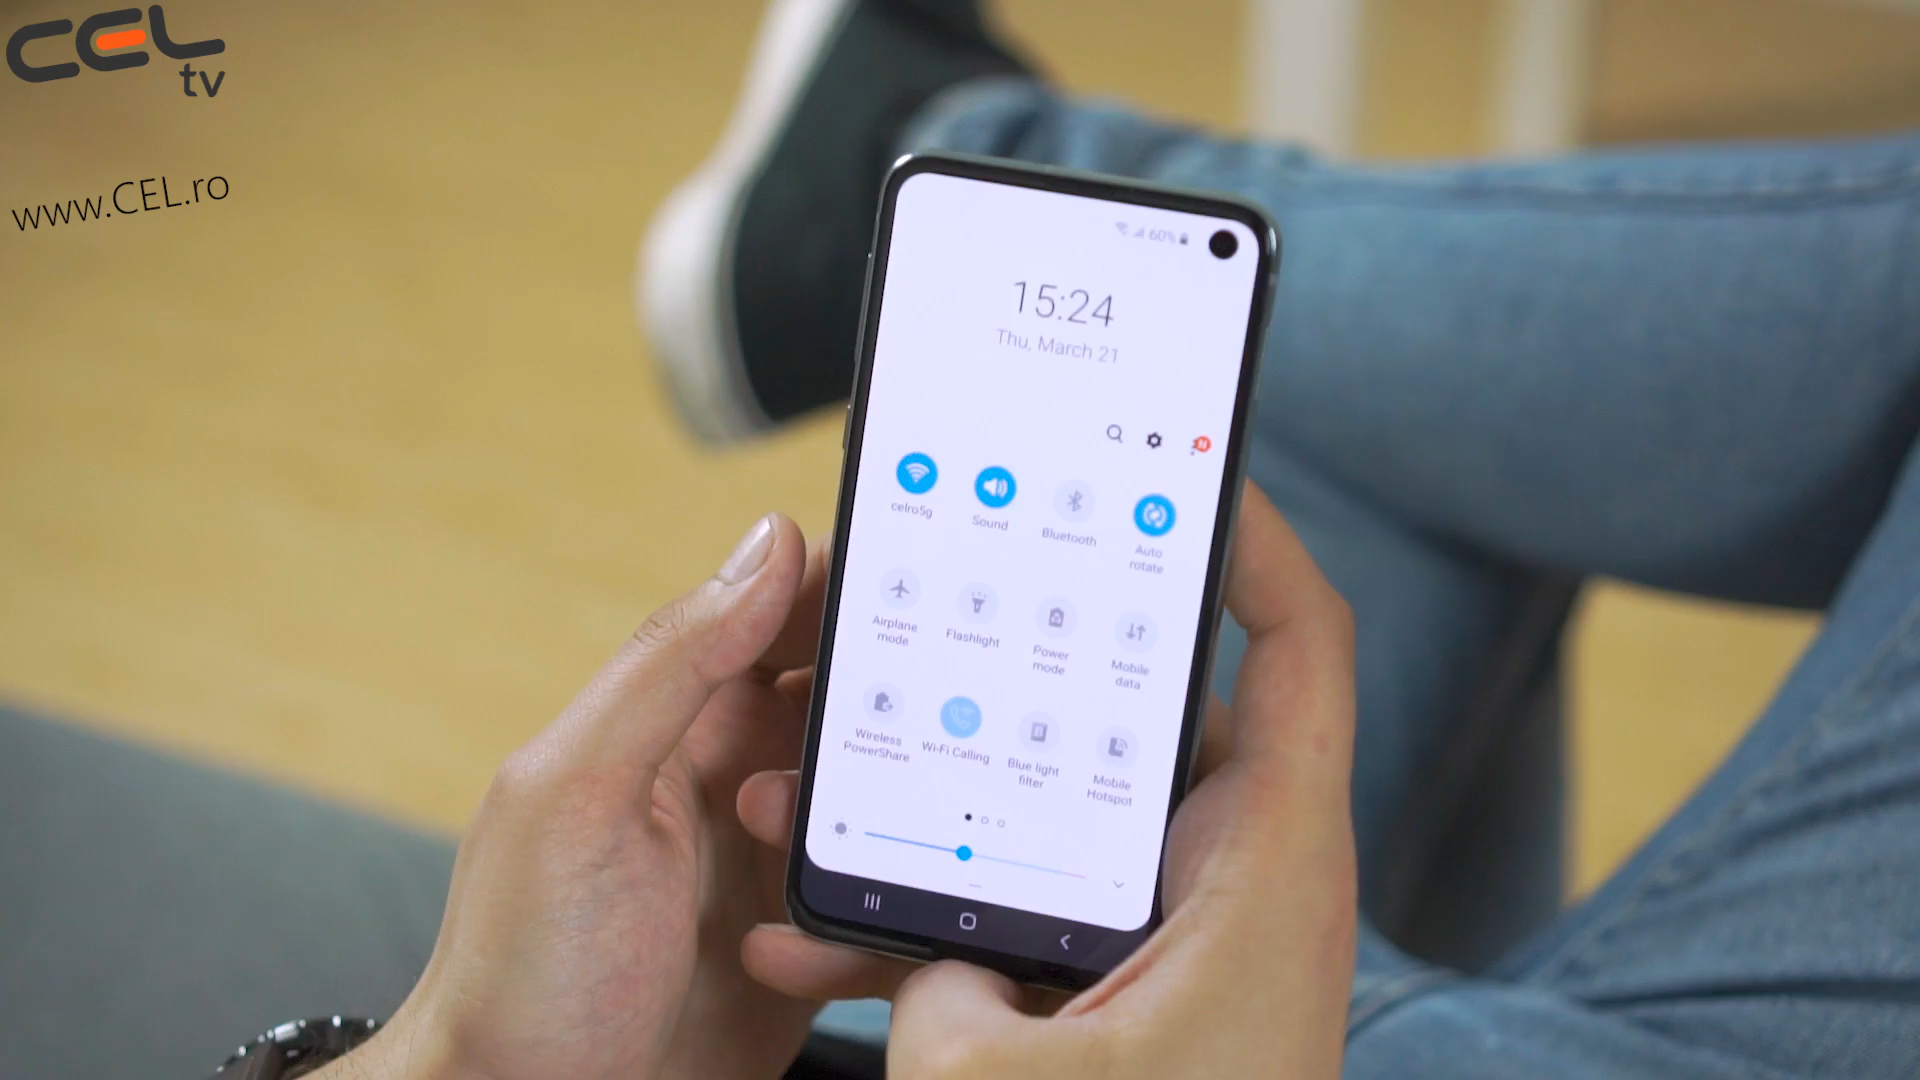 CEL
tv
www.CEL.ro
60%
15:24
Thu, March 21
N
celro5g
Sound
Bluetooth
Auto
rotate
Airplane
mode
Flashlight
Power
mode
Mobile
data
Wireless
PowerShare
Wi-Fi Calling
Blue light
filter
Mobile
Hotspot